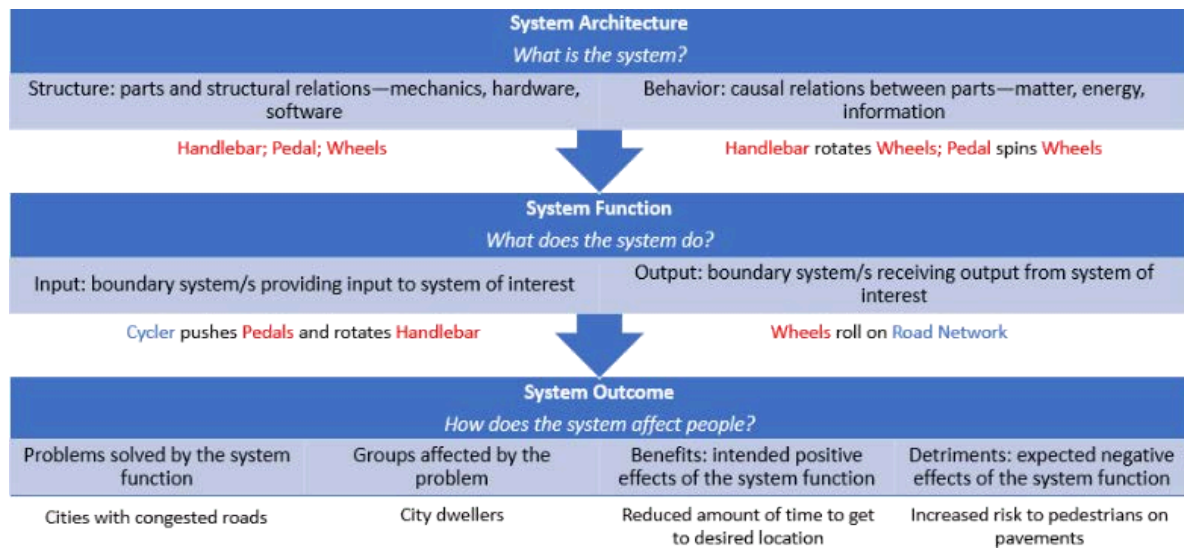 System Architecture
What is the system?
Structure: parts and structural relations—mechanics, hardware,
software
Behavior: causal relations between parts—matter, energy,
information
Handlebar; Pedal; Wheels
Handlebar rotates Wheels; Pedal spins Wheels
System Function
What does the system do?
Input: boundary system/s providing input to system of interest
Output: boundary system/s receiving output from system of
interest
Cycler pushes Pedals and rotates Handlebar
Wheels roll on Road Network
System Outcome
How does the system affect people?
Problems solved by the system
function
Groups affected by the
problem
Benefits: intended positive
effects of the system function
Detriments: expected negative
effects of the system function
Cities with congested roads
City dwellers
Reduced amount of time to get
to desired location
Increased risk to pedestrians on
pavements